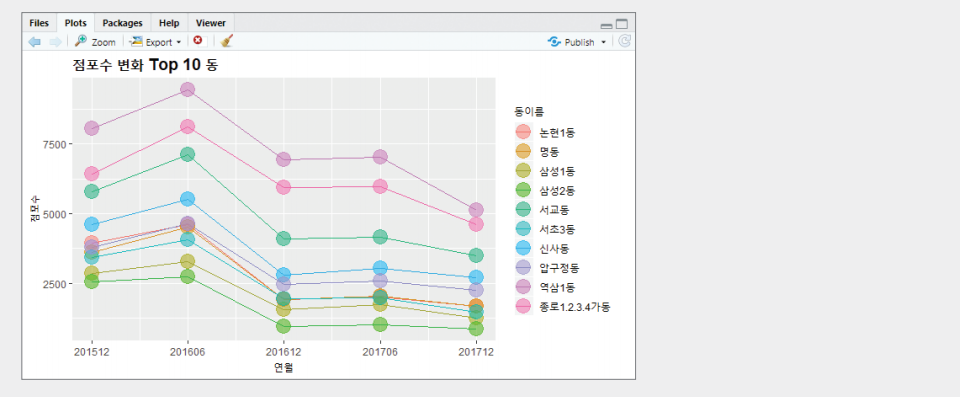 Files Plots Packages Help Viewer
Zoom Export Publish
점포수 변화 Top 10 동
점포수
7500
5000
2500
201512 201606 201612 201706 201712
연월
동이름
논현1동
명동
삼성1동
삼성2동
서교동
서초3동
신사동
압구정동
역삼1동
종로1.2.3.4가동